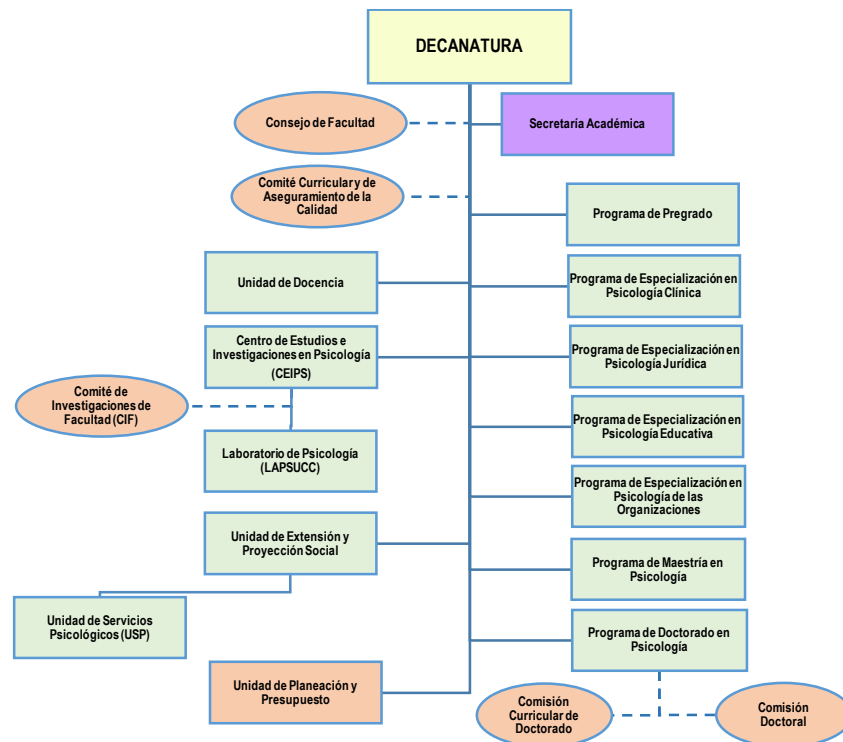 DECANATURA
Consejo de Facultad
Secretaría Académica
Comité Curricular y de
Aseguramiento de la
Calidad
Programa de Pregrado
Unidad de Docencia
Programa de Especialización en
Psicología Clínica
Centro de Estudios e
Investigaciones en Psicología
(CEIPS)
Programa de Especialización en
Psicología Jurídica
Comité de
Investigaciones de
Facultad (CIF)
Programa de Especialización en
Psicología Educativa
Laboratorio de Psicología
(LAPSUCC)
Programa de Especialización en
Psicología de las
Organizaciones
Unidad de Extensión y
Proyección Social
Programa de Maestría en
Psicología
Unidad de Servicios
Psicológicos (USP)
Programa de Doctorado en
Psicología
Unidad de Planeación y
Presupuesto
Comisión
Curricular de
Doctorado
Comisión
Doctoral